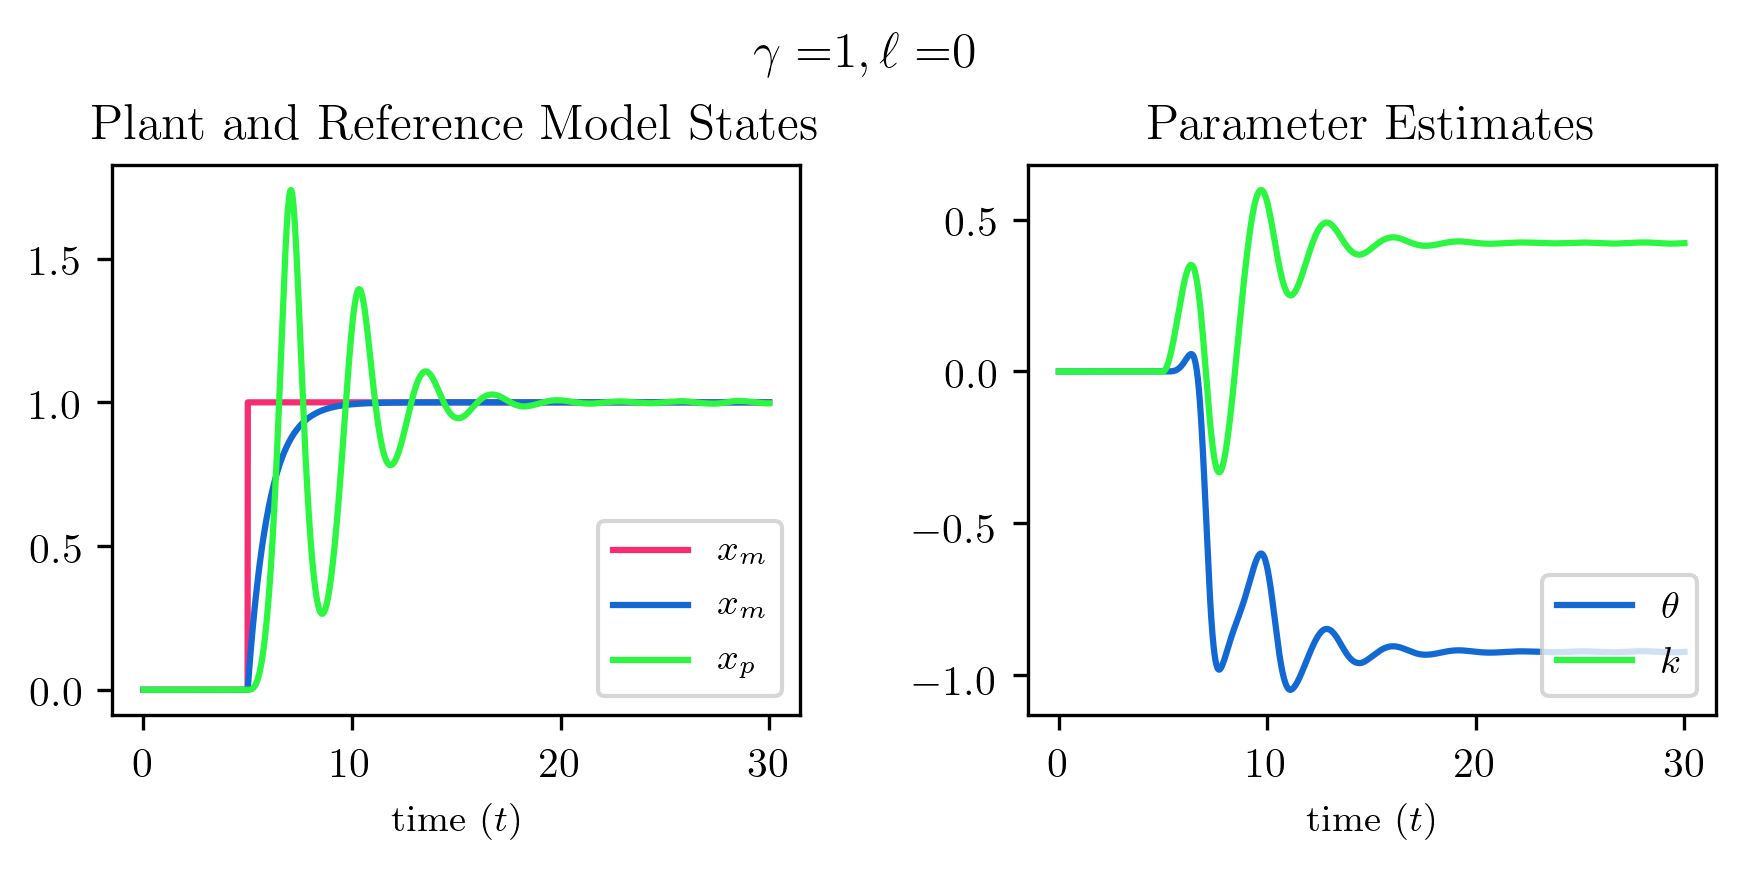 γ =1, ℓ =0
Plant and Reference Model States
1.5
1.0
0.5
0.0
0 10 20 30
time (t)
x_m
x_m
x_p
Parameter Estimates
0.5
0.0
−0.5
−1.0
0 10 20 30
time (t)
θ
k